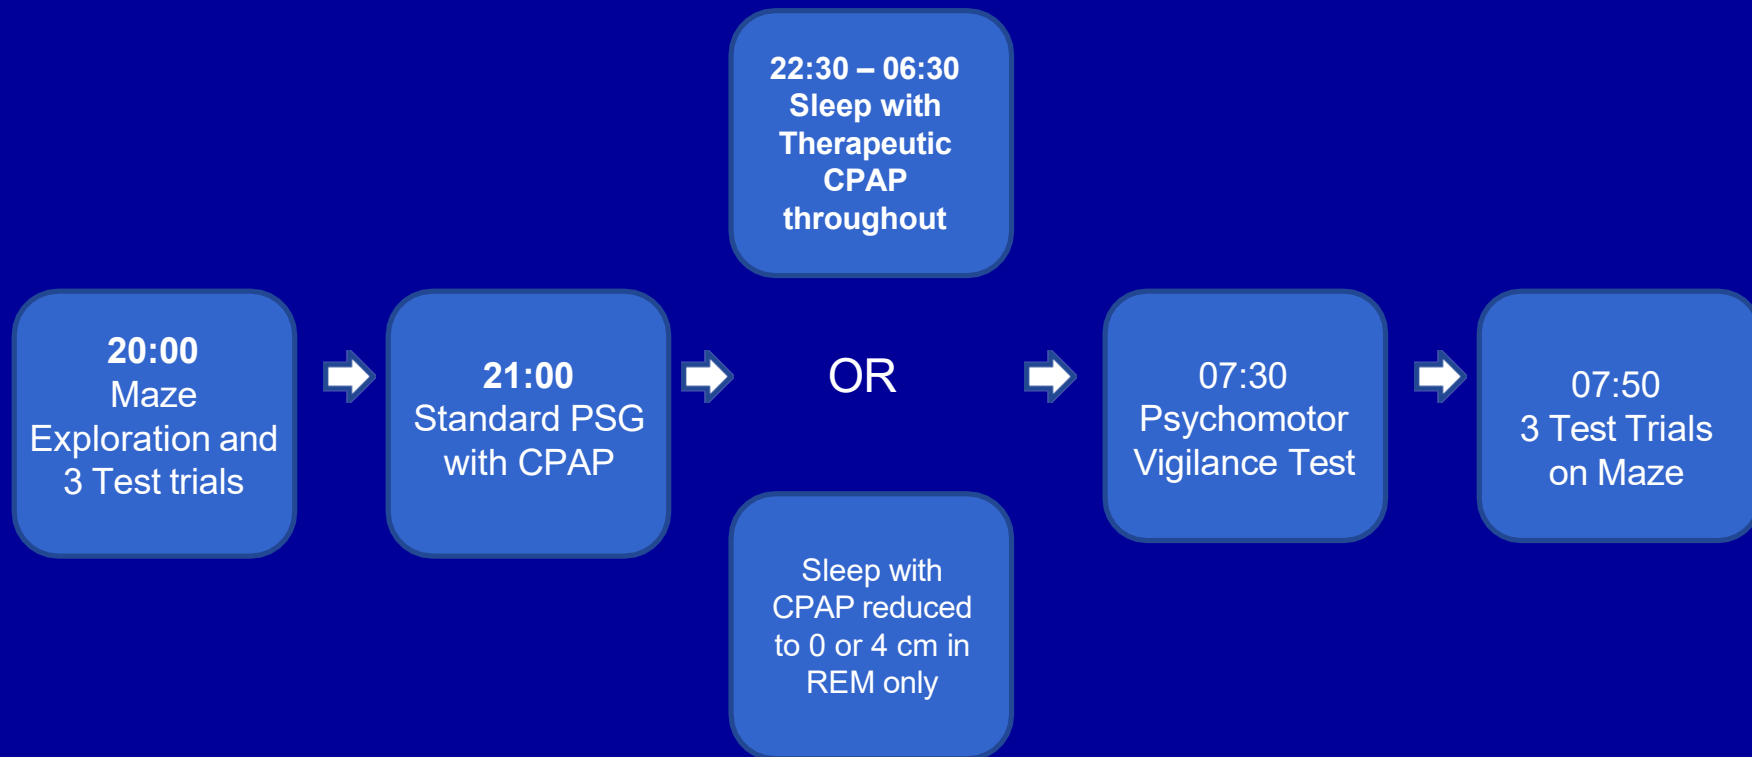 22:30 – 06:30
Sleep with
Therapeutic
CPAP
throughout
20:00
Maze
Exploration and
3 Test trials
21:00
Standard PSG
with CPAP
OR
07:30
Psychomotor
Vigilance Test
07:50
3 Test Trials
on Maze
Sleep with
CPAP reduced
to 0 or 4 cm in
REM only